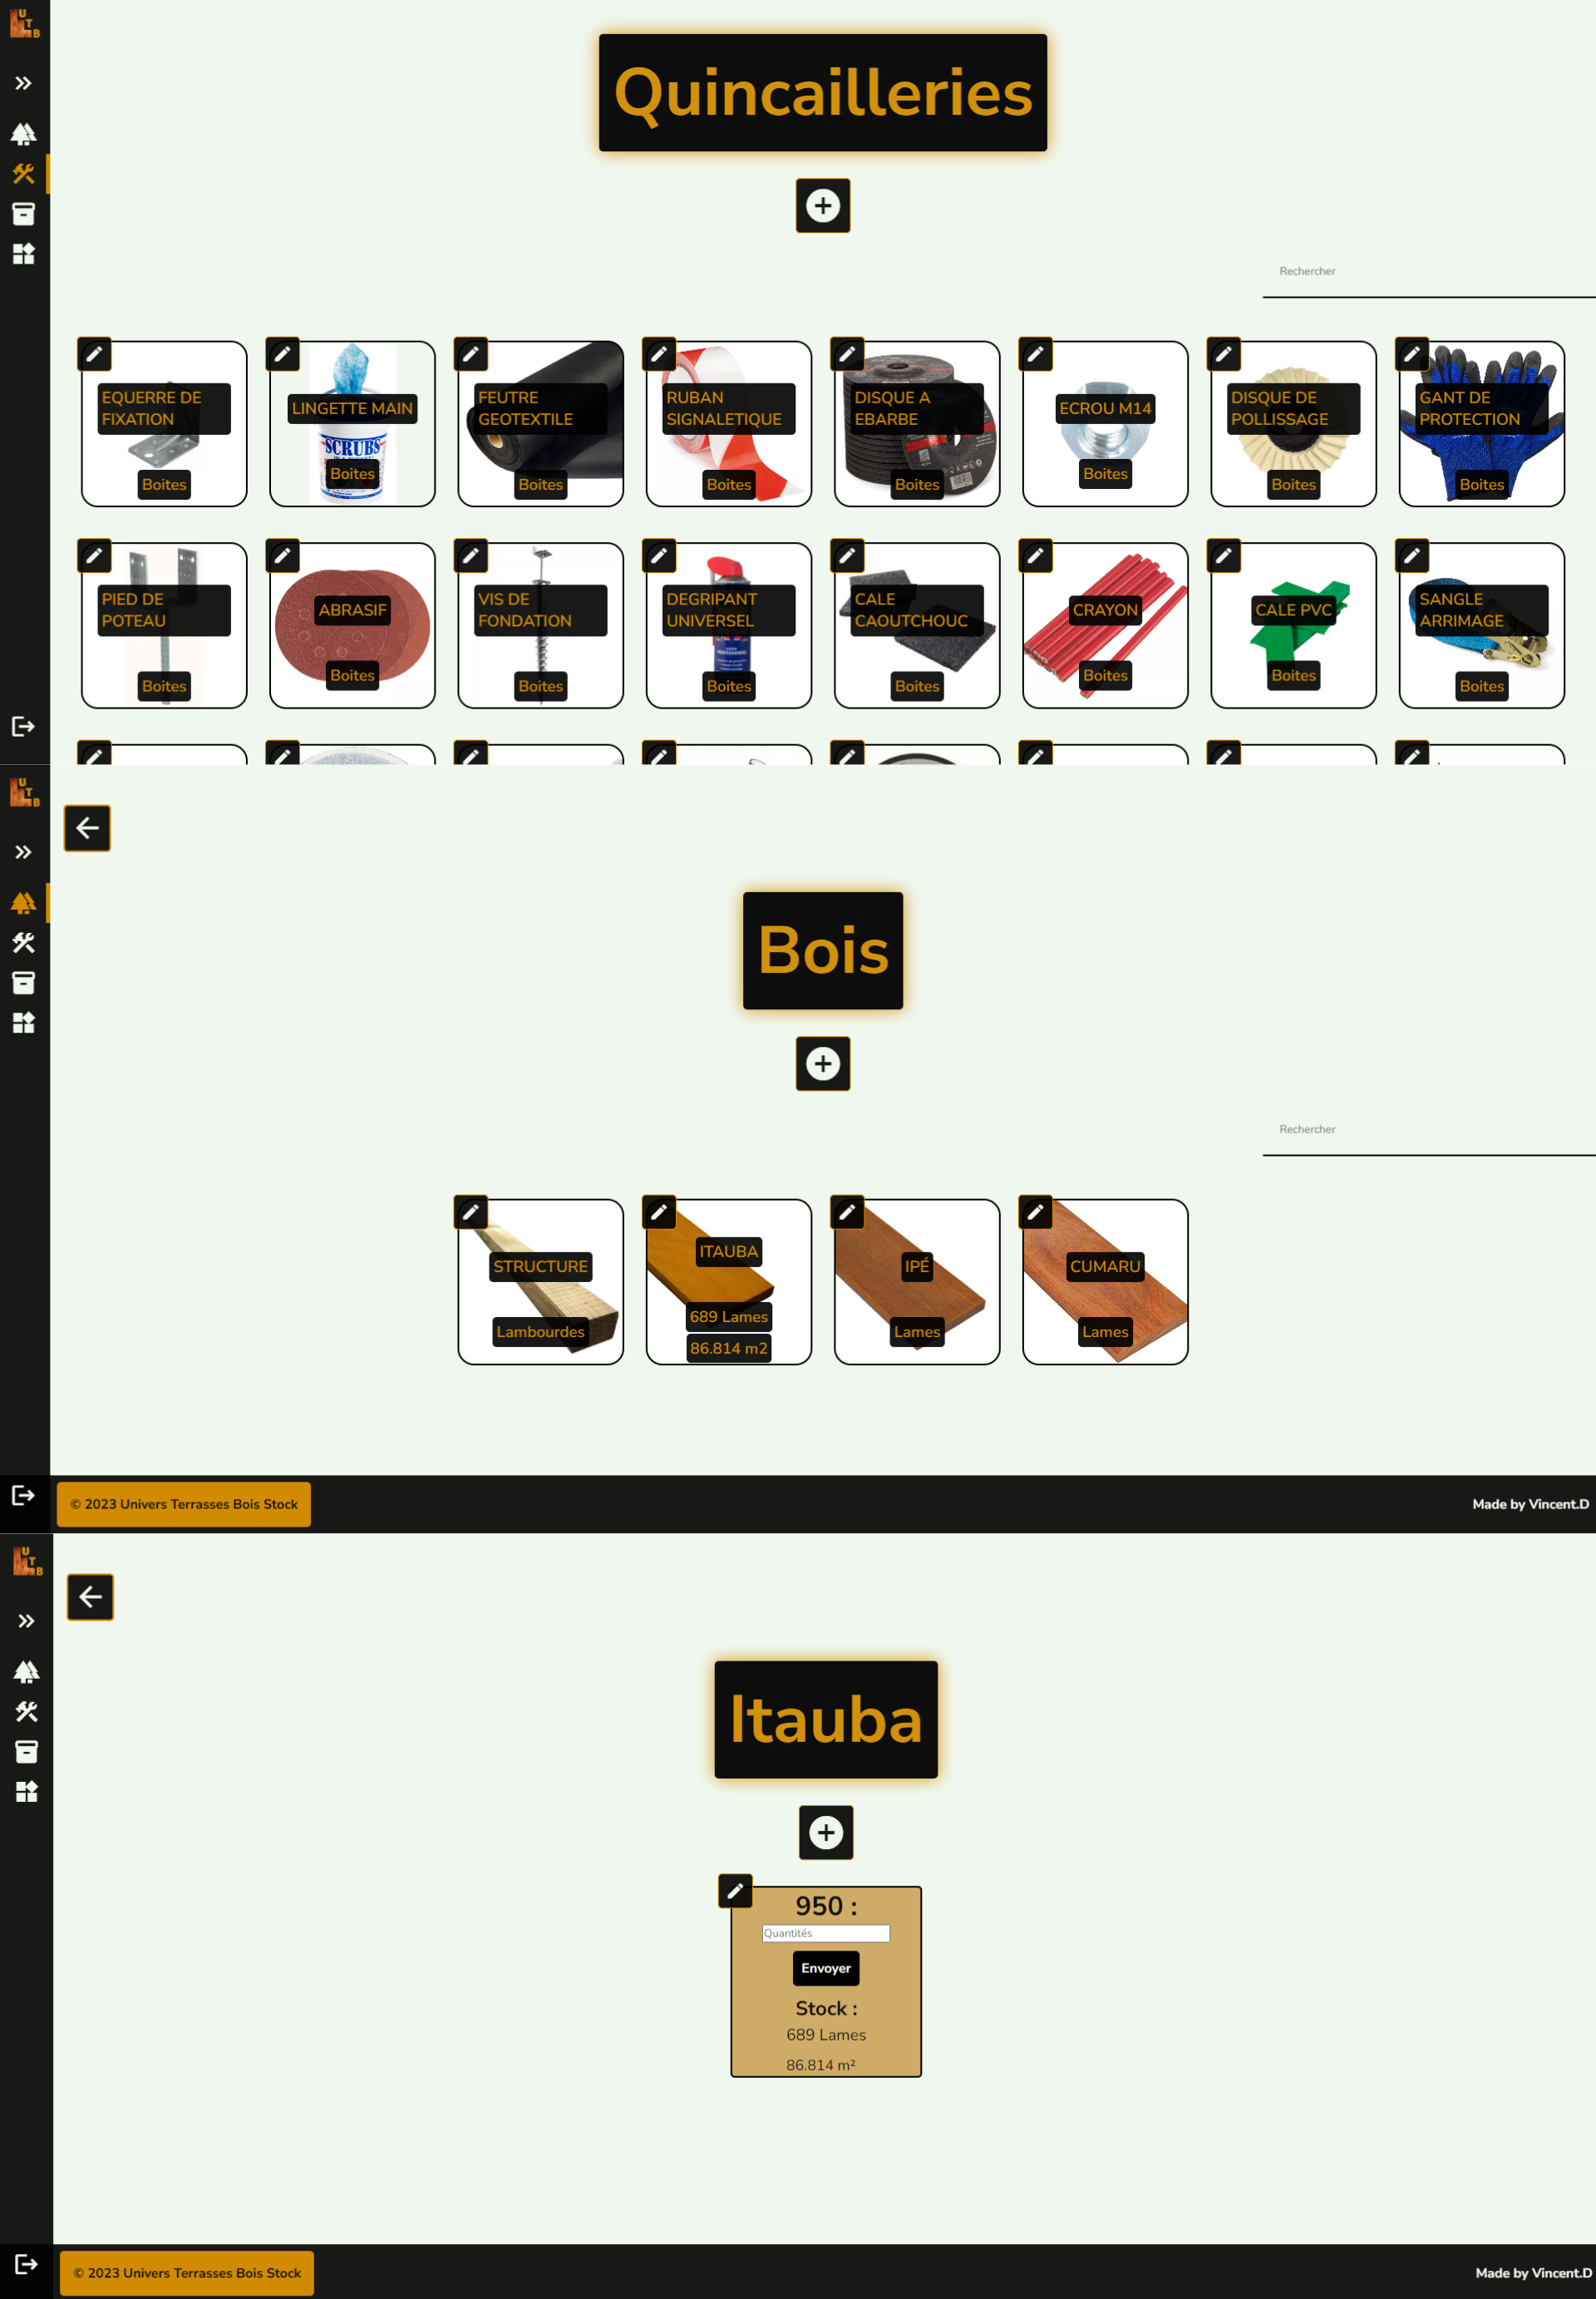 U
T
B
Quincailleries
Rechercher
EQUERRE DE
FIXATION
Boites
LINGETTE MAIN
SCRUBS
Boites
FEUTRE
GEOTEXTILE
Boites
RUBAN
SIGNALETIQUE
Boites
DISQUE A
EBARBE
Boites
ECROU M14
Boites
DISQUE DE
POLLISSAGE
Boites
GANT DE
PROTECTION
Boites
PIED DE
POTEAU
Boites
ABRASIF
Boites
VIS DE
FONDATION
Boites
DEGRIPANT
UNIVERSEL
Boites
CALE
CAOUTCHOUC
Boites
CRAYON
Boites
CALE PVC
Boites
SANGLE
ARRIMAGE
Boites
U
T
B
Bois
Rechercher
STRUCTURE
Lambourdes
ITAUBA
689 Lames
86.814 m2
IPÉ
Lames
CUMARU
Lames
© 2023 Univers Terrasses Bois Stock
Made by Vincent.D
U
T
B
Itauba
950 :
Quantités
Envoyer
Stock :
689 Lames
86.814 m²
© 2023 Univers Terrasses Bois Stock
Made by Vincent.D